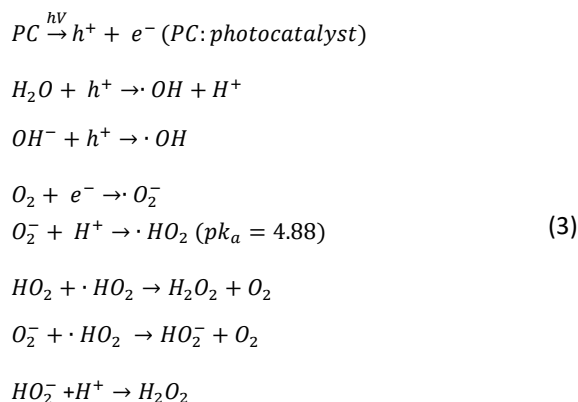 PC \xrightarrow{hV} h⁺ + e⁻ (PC: photocatalyst)
H₂O + h⁺ →· OH + H⁺
OH⁻ + h⁺ → · OH
O₂ + e⁻ →· O₂⁻
O₂⁻ + H⁺ → · HO₂ (pkₐ = 4.88)
(3)
HO₂ + · HO₂ → H₂O₂ + O₂
O₂⁻ + · HO₂ → HO₂⁻ + O₂
HO₂⁻ +H⁺ → H₂O₂